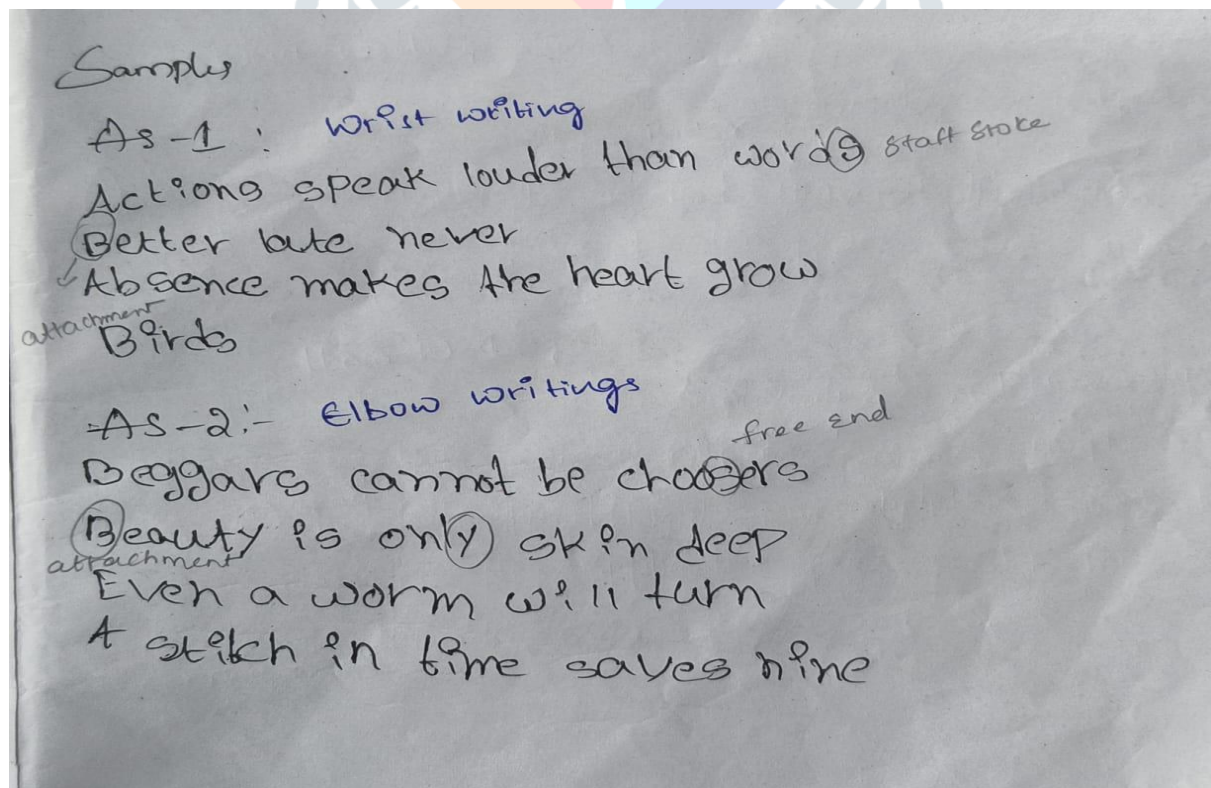 Samples
As-1 : Wrist writing
Actions speak louder than words staff stroke
Better late never
Absence makes the heart grow
attachment
Birds
As-2:- Elbow writings
free end
Beggars cannot be choosers
Beauty is only skin deep
attachment
Even a worm will turn
A stitch in time saves nine